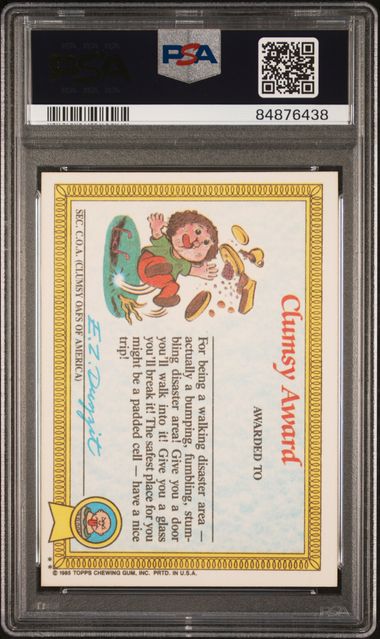 PSA
PSA
84876438
Clumsy Award
AWARDED TO
For being a walking disaster area —
actually a bumping, fumbling, stum-
bling disaster area! Give you a door
you'll walk into it! Give you a glass
you'll break it! The safest place for you
might be a padded cell — have a nice
trip!
E.Z. Duzzit
SEC. C.O.A. (CLUMSY OAFS OF AMERICA)
**
© 1985 TOPPS CHEWING GUM, INC. PRTD. IN U.S.A.